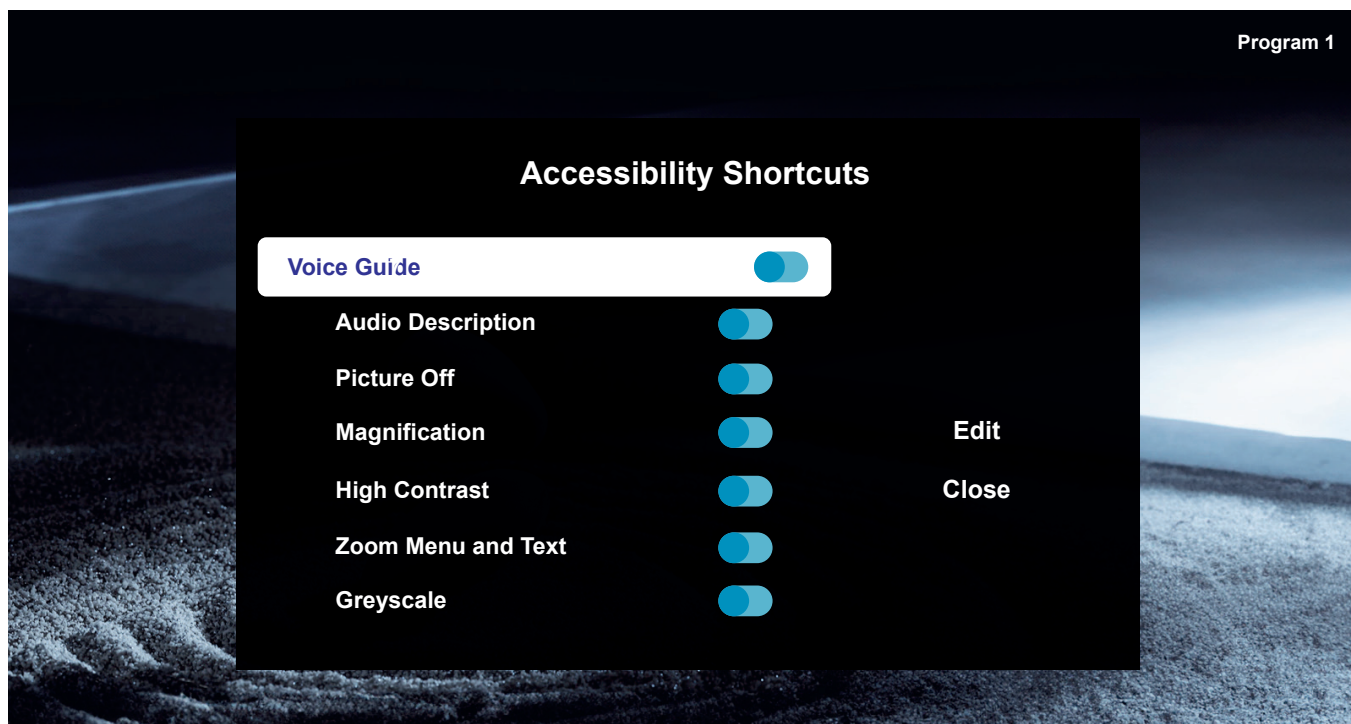 Program 1
Accessibility Shortcuts
Voice Guide
Audio Description
Picture Off
Magnification
Edit
High Contrast
Close
Zoom Menu and Text
Greyscale